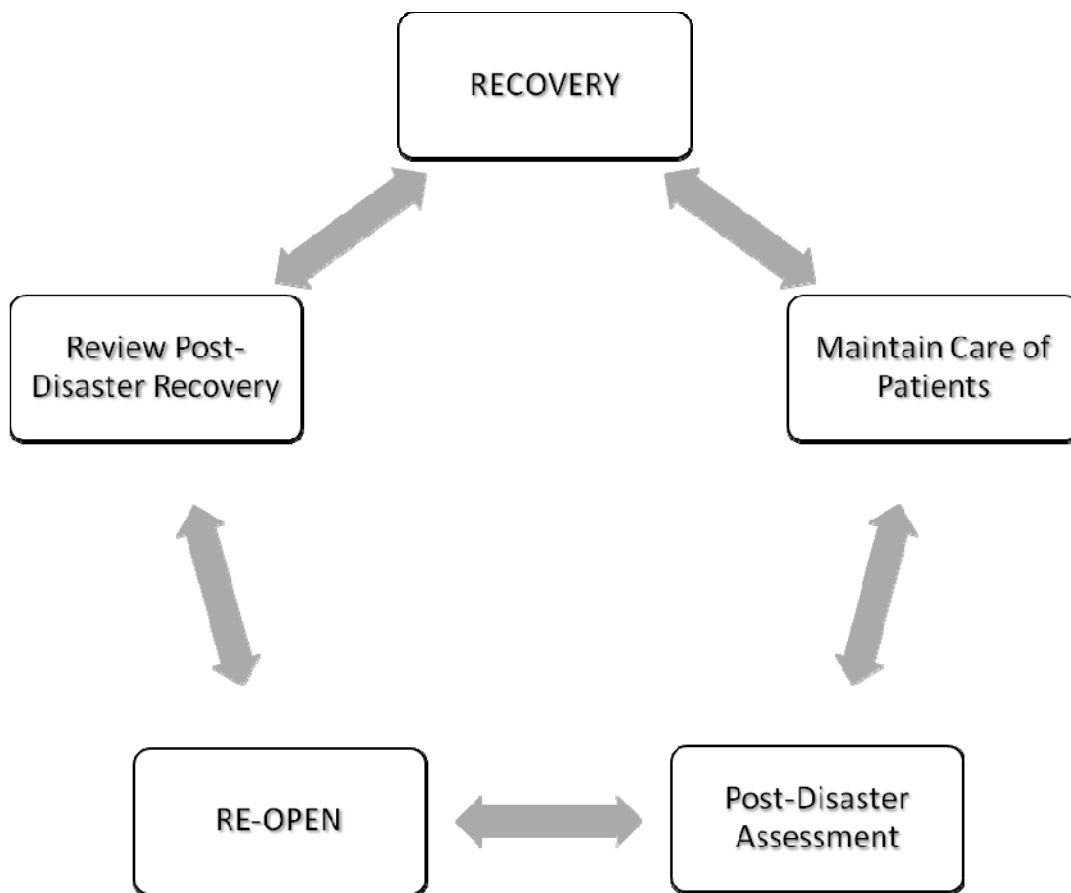 RECOVERY
Review Post-
Disaster Recovery
Maintain Care of
Patients
RE-OPEN
Post-Disaster
Assessment